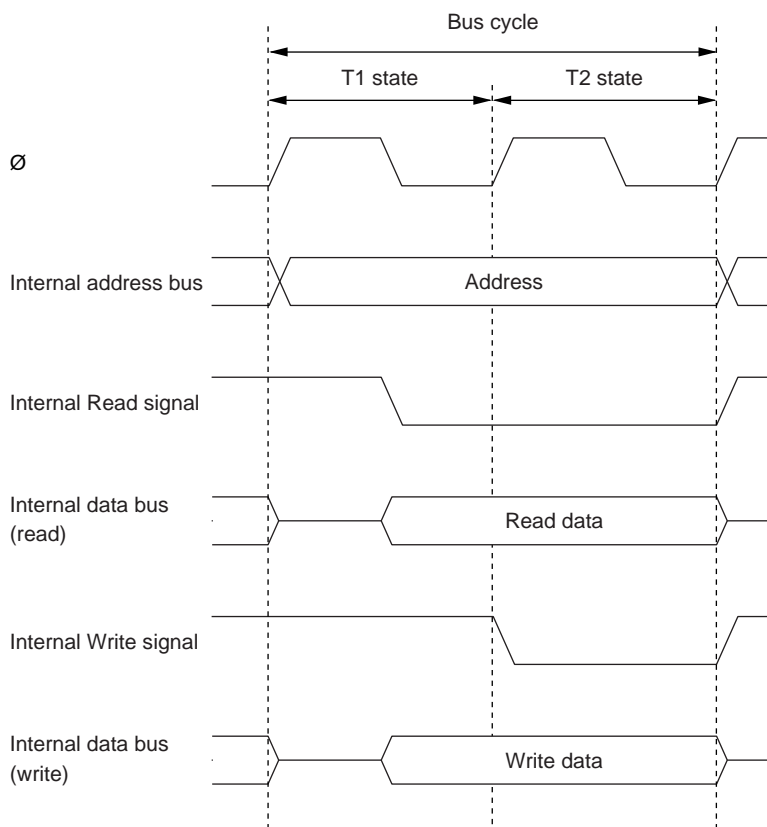 Bus cycle
T1 state
T2 state
Ø
Internal address bus
Address
Internal Read signal
Internal data bus
(read)
Read data
Internal Write signal
Internal data bus
(write)
Write data